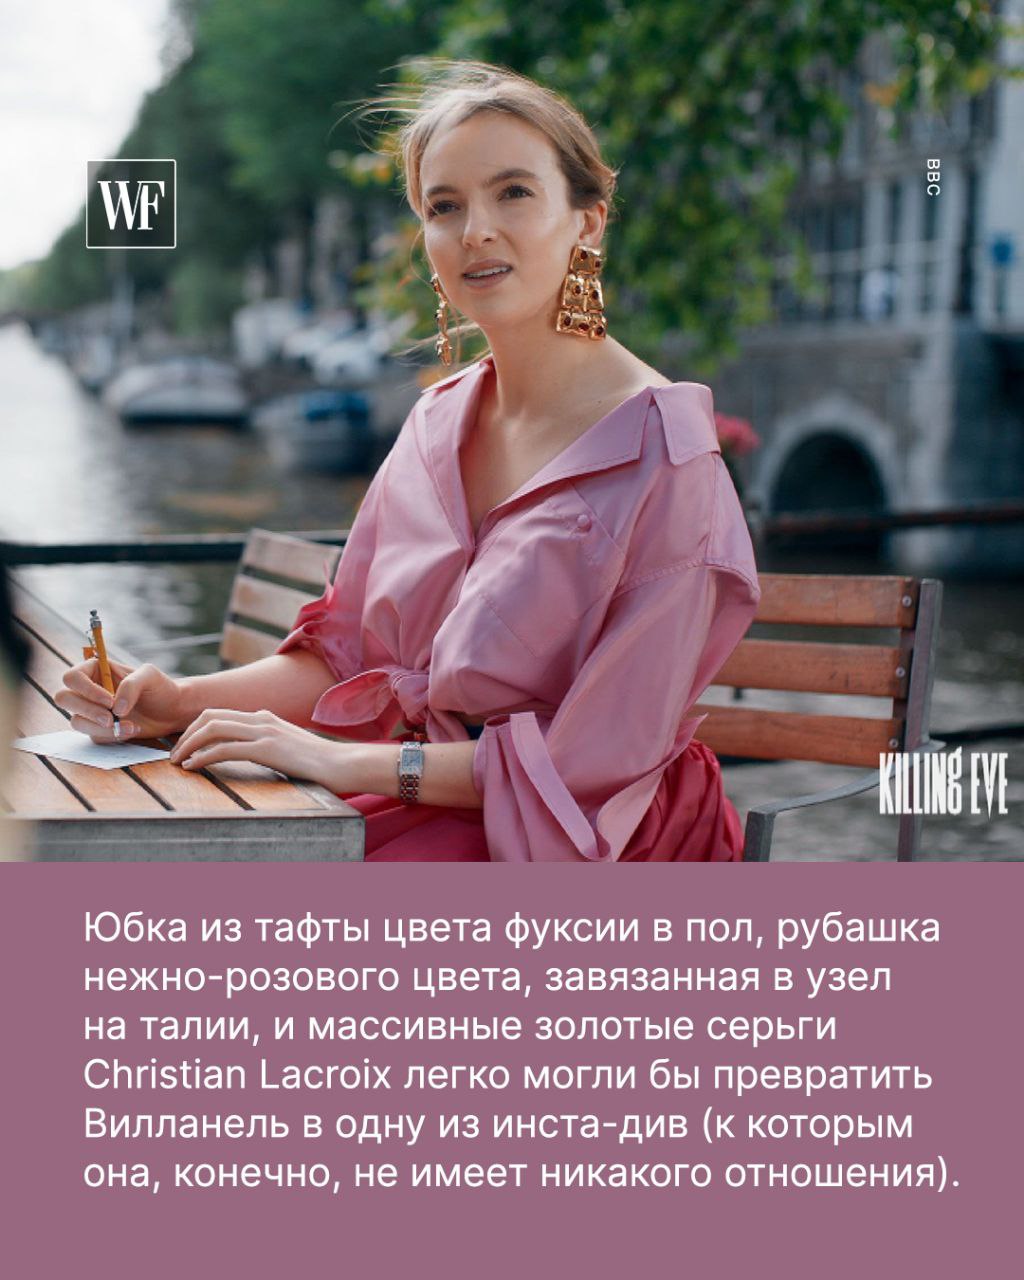 WF
BBC
KILLING EVE
Юбка из тафты цвета фуксии в пол, рубашка
нежно-розового цвета, завязанная в узел
на талии, и массивные золотые серьги
Christian Lacroix легко могли бы превратить
Вилланель в одну из инста-див (к которым
она, конечно, не имеет никакого отношения).